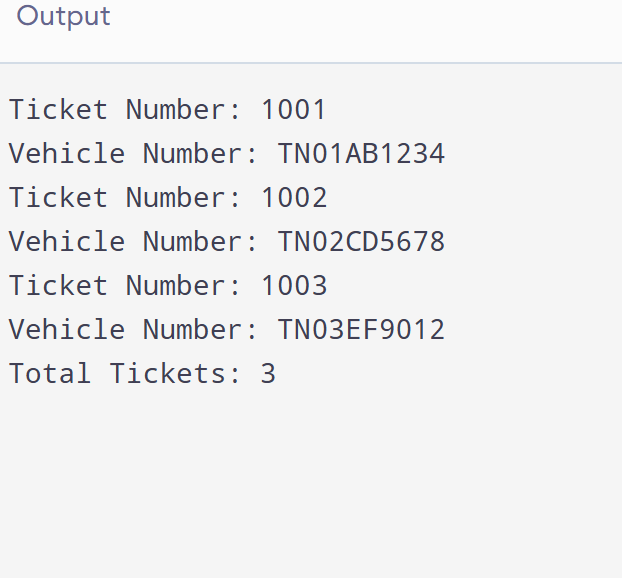 Output
Ticket Number: 1001
Vehicle Number: TN01AB1234
Ticket Number: 1002
Vehicle Number: TN02CD5678
Ticket Number: 1003
Vehicle Number: TN03EF9012
Total Tickets: 3